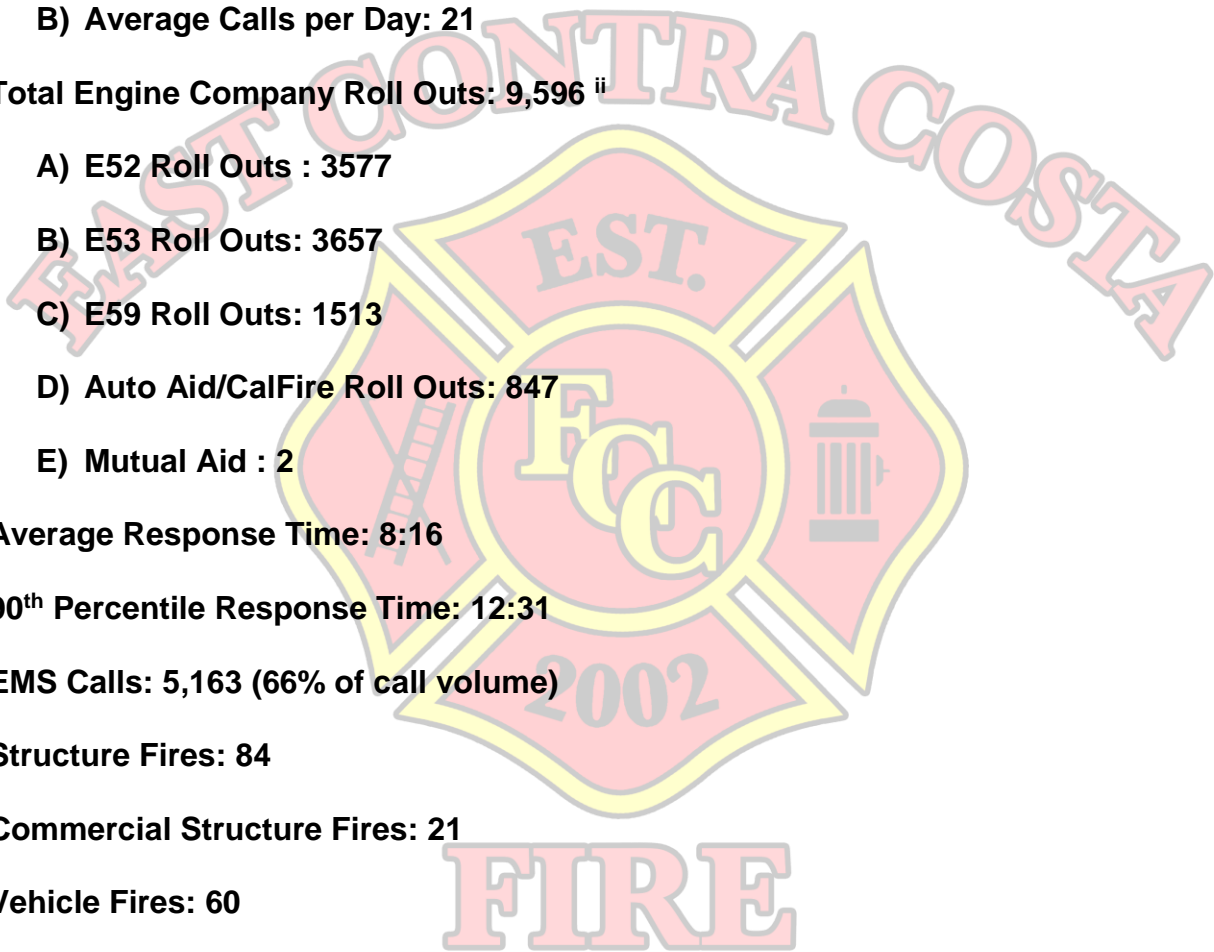 B) Average Calls per Day: 21
Total Engine Company Roll Outs: 9,596 ii
A) E52 Roll Outs : 3577
B) E53 Roll Outs: 3657
C) E59 Roll Outs: 1513
D) Auto Aid/CalFire Roll Outs: 847
E) Mutual Aid : 2
Average Response Time: 8:16
90th Percentile Response Time: 12:31
EMS Calls: 5,163 (66% of call volume)
Structure Fires: 84
Commercial Structure Fires: 21
Vehicle Fires: 60
EAST CONTRA COSTA
EST.
ECC
2002
FIRE